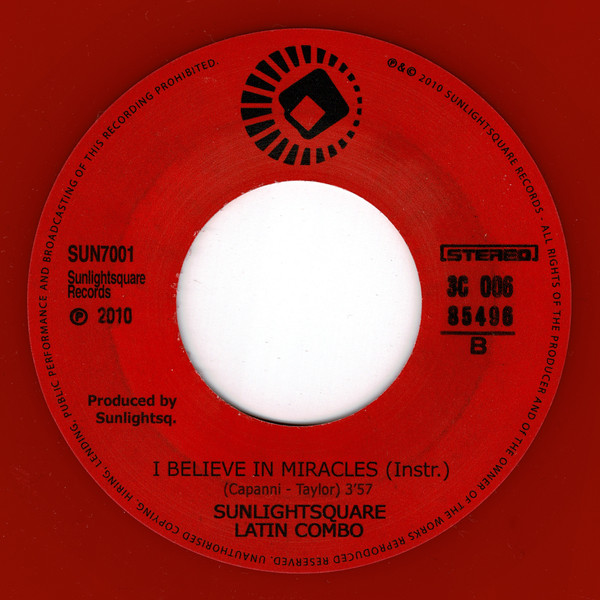 ℗&© 2010 SUNLIGHTSQUARE RECORDS - ALL RIGHTS OF THE PRODUCER AND OF THE OWNER OF THE WORKS REPRODUCED RESERVED. UNAUTHORISED COPYING, HIRING, LENDING, PUBLIC PERFORMANCE AND BROADCASTING OF THIS RECORDING PROHIBITED.
SUN7001
Sunlightsquare
Records
℗ 2010
STEREO
3C 006
85496
B
Produced by
Sunlightsq.
I BELIEVE IN MIRACLES (Instr.)
(Capanni - Taylor) 3'57
SUNLIGHTSQUARE
LATIN COMBO